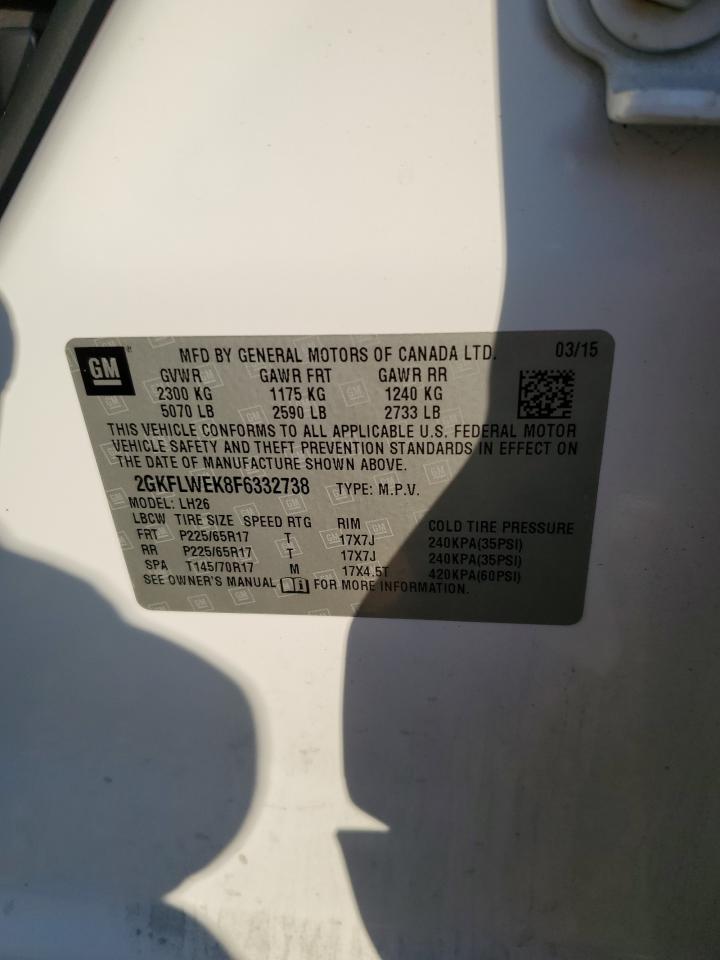 GM MFD BY GENERAL MOTORS OF CANADA LTD. 03/15
GVWR GAWR FRT GAWR RR
2300 KG 1175 KG 1240 KG
5070 LB 2590 LB 2733 LB
THIS VEHICLE CONFORMS TO ALL APPLICABLE U.S. FEDERAL MOTOR
VEHICLE SAFETY AND THEFT PREVENTION STANDARDS IN EFFECT ON
THE DATE OF MANUFACTURE SHOWN ABOVE.
2GKFLWEK8F6332738 TYPE: M.P.V.
MODEL: LH26
LBCW TIRE SIZE SPEED RTG RIM COLD TIRE PRESSURE
FRT P225/65R17 T 17X7J 240KPA(35PSI)
RR P225/65R17 T 17X7J 240KPA(35PSI)
SPA T145/70R17 M 17X4.5T 420KPA(60PSI)
SEE OWNER'S MANUAL i FOR MORE INFORMATION.